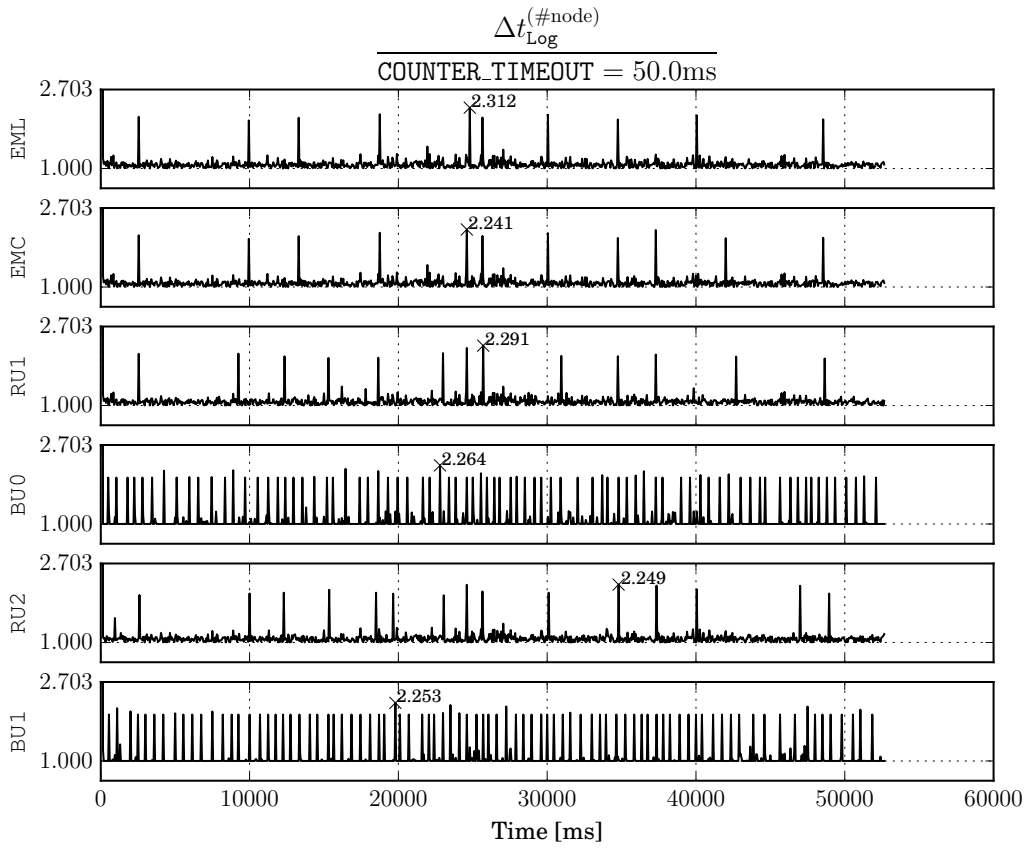 Δt_Log^(#node)
COUNTER_TIMEOUT = 50.0ms
2.703
EML
2.312
1.000
2.703
EMC
2.241
1.000
2.703
RU1
2.291
1.000
2.703
BU0
2.264
1.000
2.703
RU2
2.249
1.000
2.703
BU1
2.253
1.000
0 10000 20000 30000 40000 50000 60000
Time [ms]